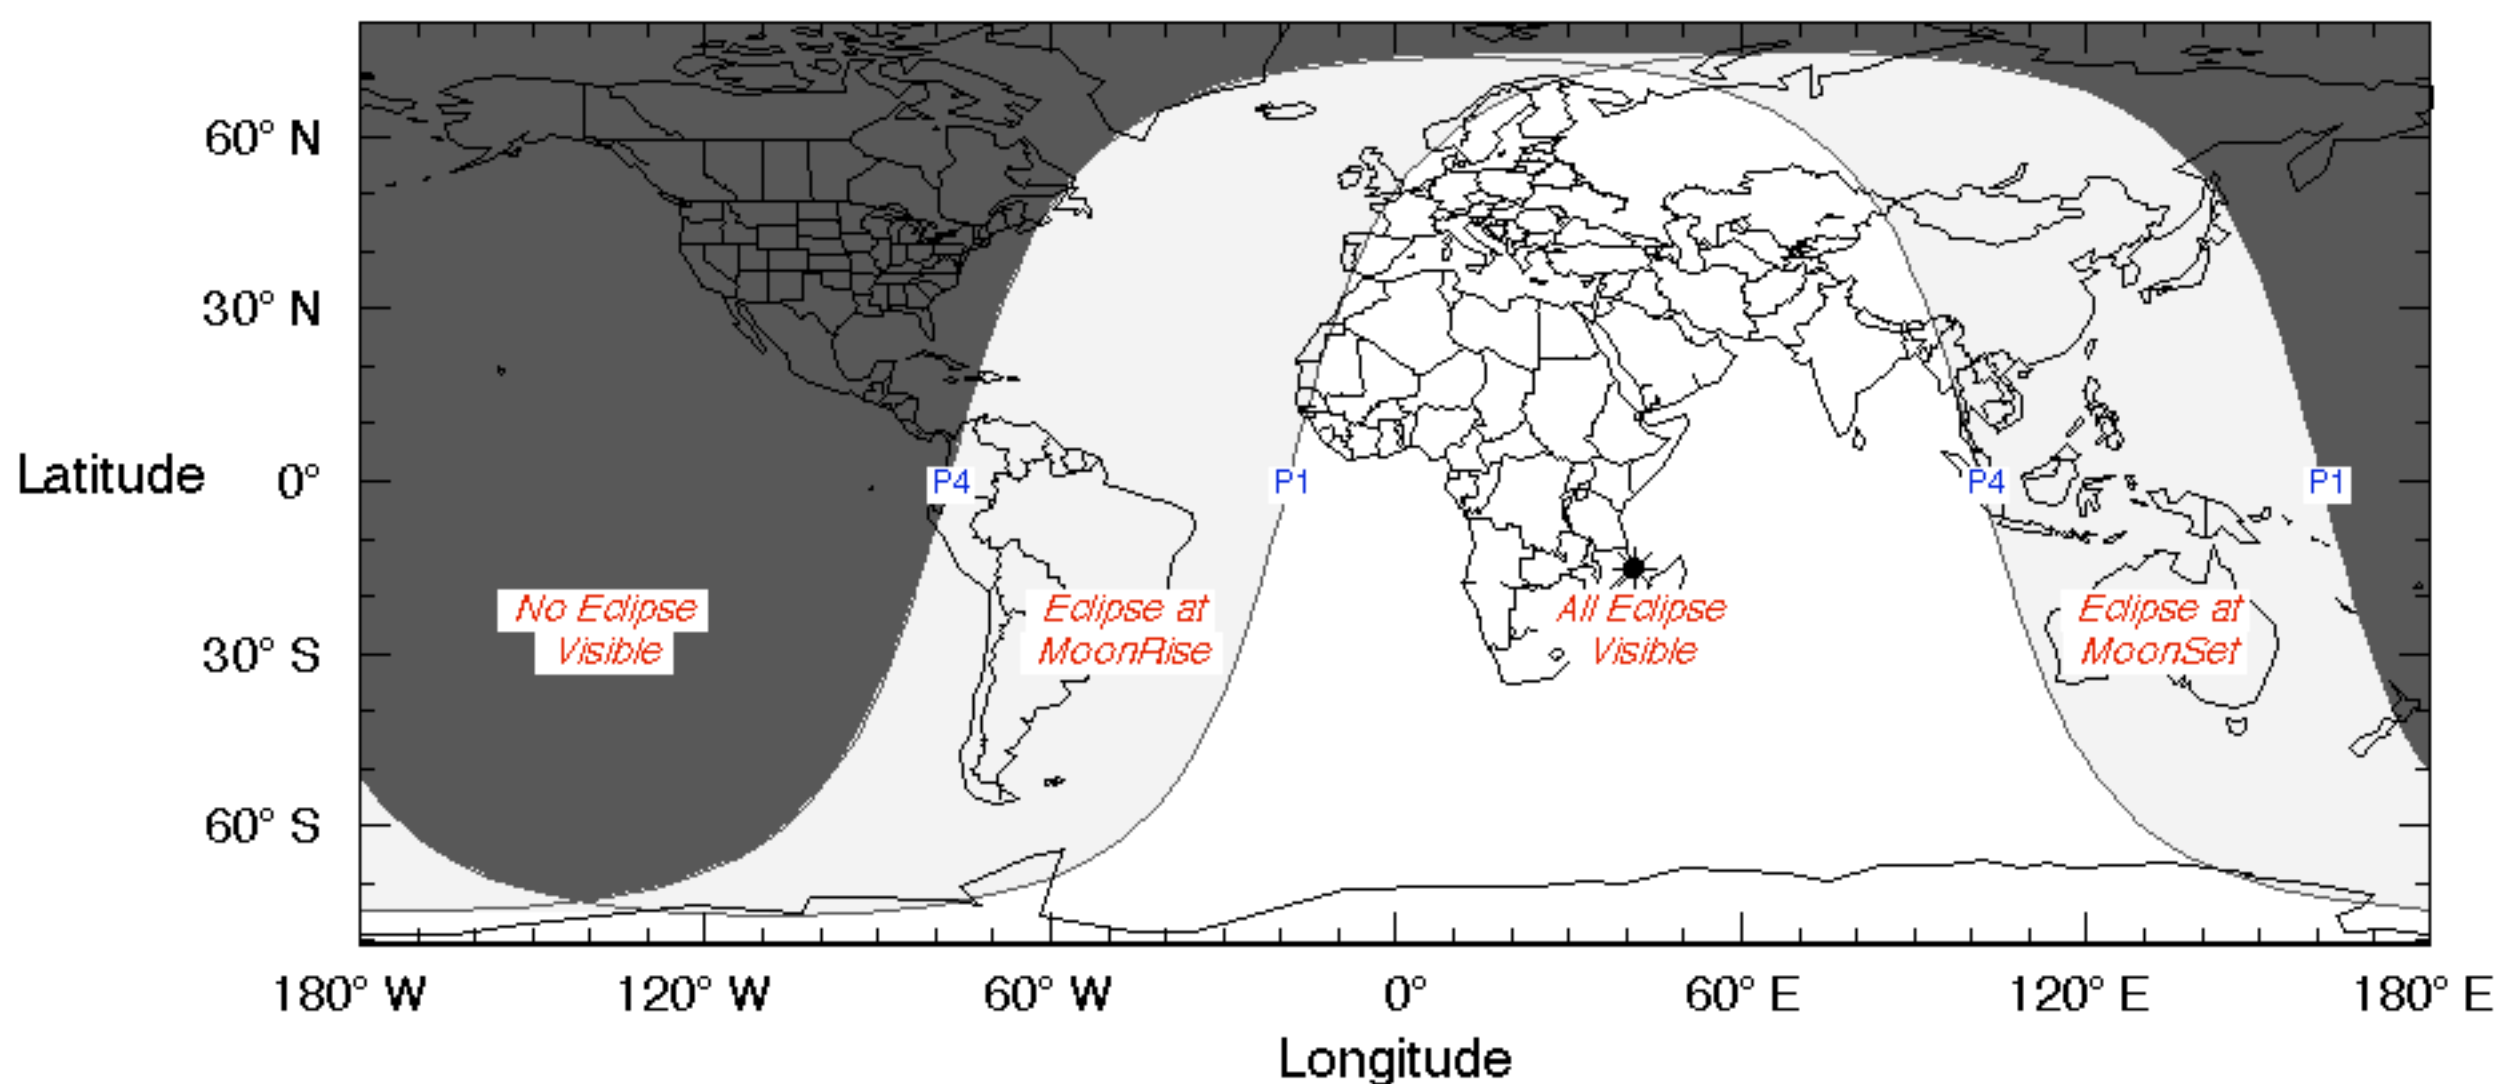 60° N
30° N
Latitude 0°
P4 P1 P4 P1
No Eclipse Eclipse at All Eclipse Eclipse at
Visible MoonRise Visible MoonSet
30° S
60° S
180° W 120° W 60° W 0° 60° E 120° E 180° E
Longitude